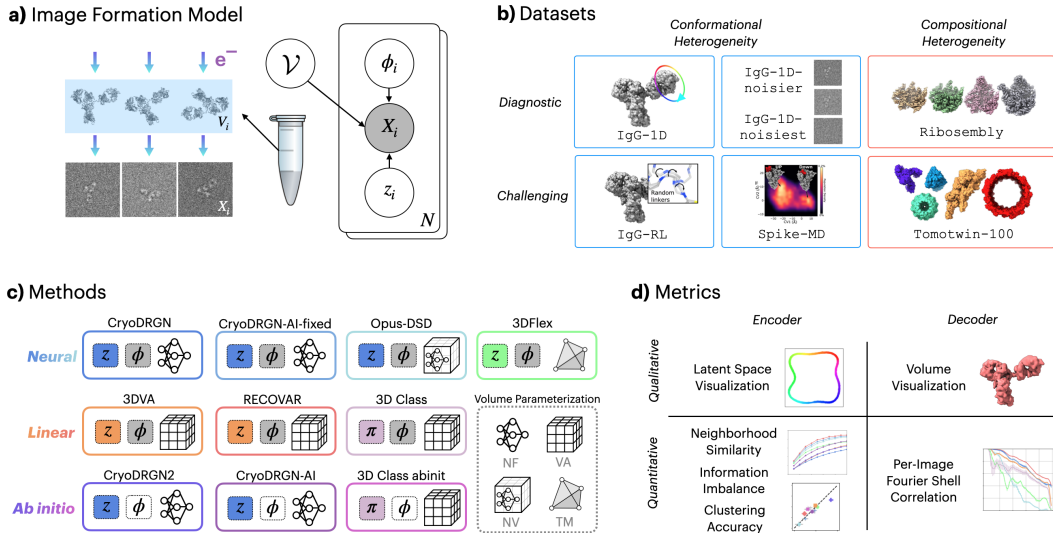 a) Image Formation Model
e−
V_i
X_i
𝒱
ϕ_i
X_i
z_i
N
b) Datasets
Conformational
Heterogeneity
Compositional
Heterogeneity
Diagnostic
IgG-1D
IgG-1D-
noisier
IgG-1D-
noisiest
Ribosembly
Challenging
Random
linkers
IgG-RL
Spike-MD
Tomotwin-100
c) Methods
CryoDRGN
CryoDRGN-AI-fixed
Opus-DSD
3DFlex
Neural
z ϕ
z ϕ
z ϕ
z ϕ
3DVA
RECOVAR
3D Class
Volume Parameterization
Linear
z ϕ
z ϕ
π ϕ
NF
VA
CryoDRGN2
CryoDRGN-AI
3D Class abinit
Ab initio
z ϕ
z ϕ
π ϕ
NV
TM
d) Metrics
Encoder
Decoder
Qualitative
Latent Space
Visualization
Volume
Visualization
Quantitative
Neighborhood
Similarity
Information
Imbalance
Clustering
Accuracy
Per-Image
Fourier Shell
Correlation